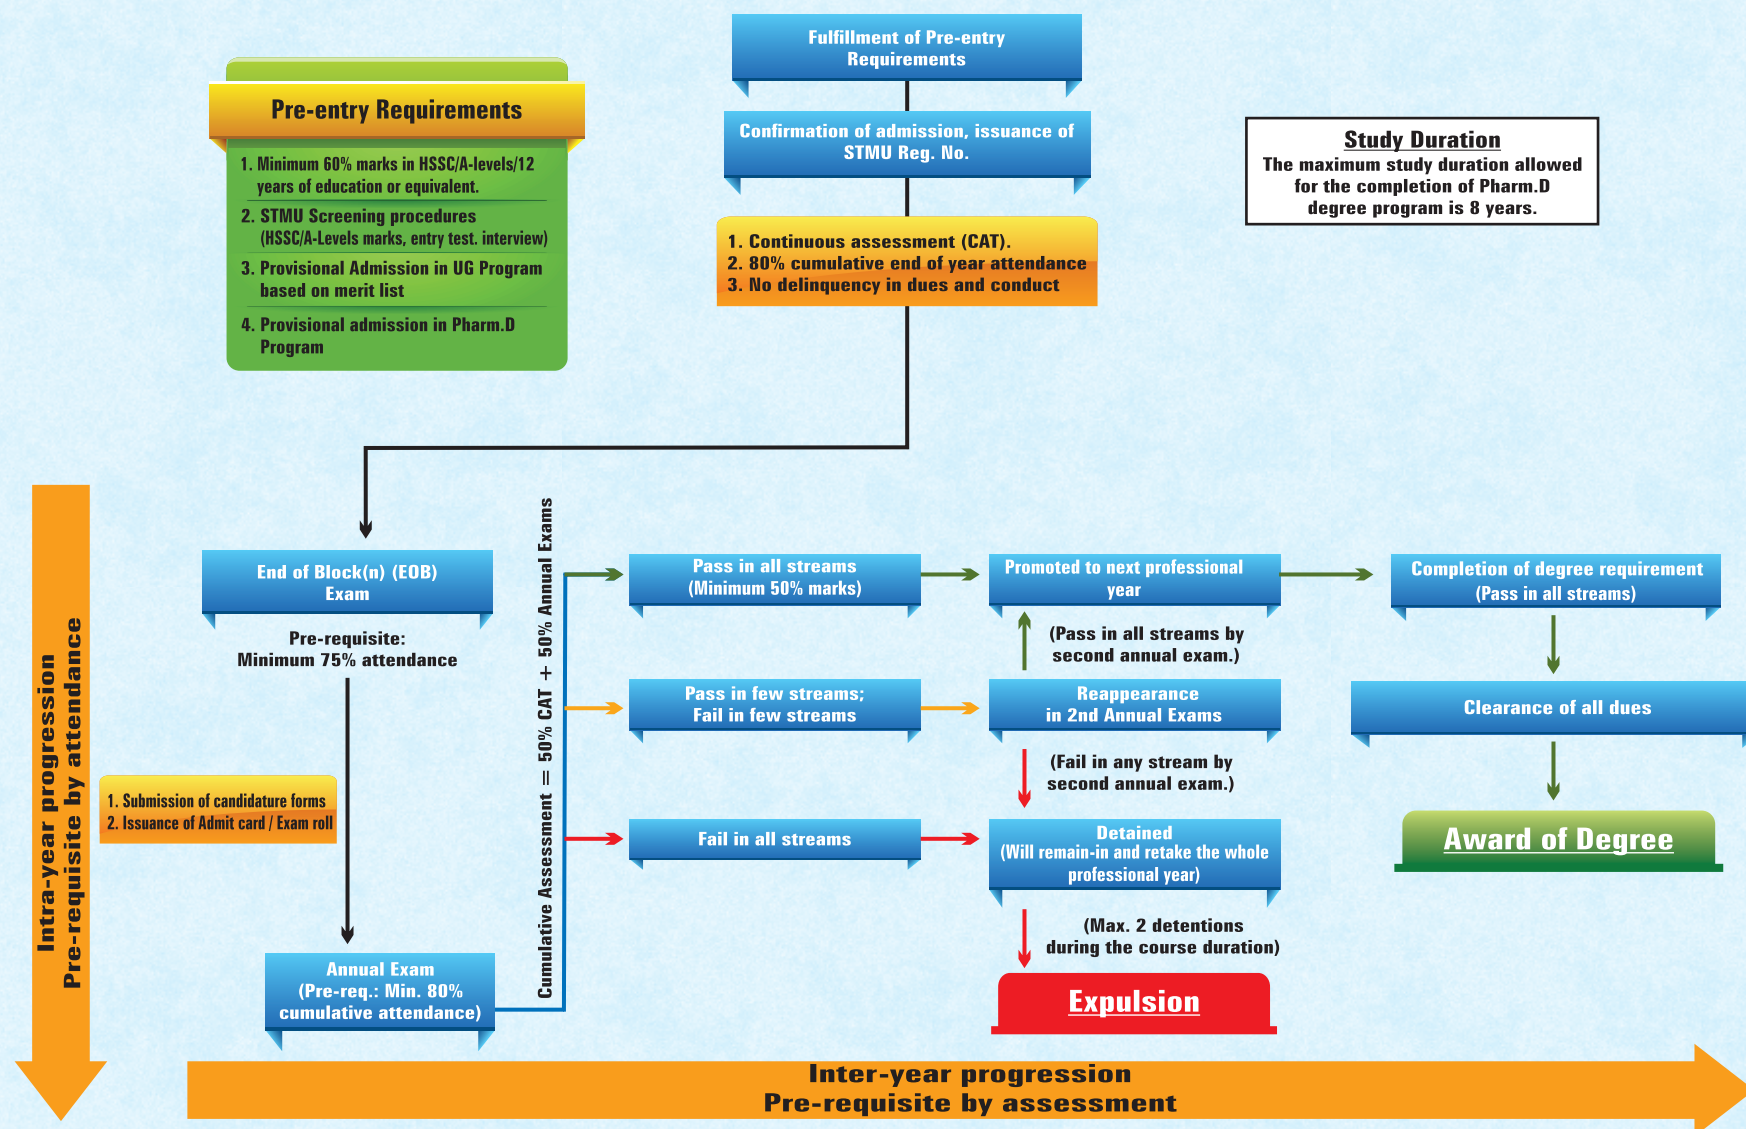 Fulfillment of Pre-entry
Requirements
Pre-entry Requirements
1. Minimum 60% marks in HSSC/A-levels/12
years of education or equivalent.
2. STMU Screening procedures
(HSSC/A-Levels marks, entry test. interview)
3. Provisional Admission in UG Program
based on merit list
4. Provisional admission in Pharm.D
Program
Confirmation of admission, issuance of
STMU Reg. No.
1. Continuous assessment (CAT).
2. 80% cumulative end of year attendance
3. No delinquency in dues and conduct
Study Duration
The maximum study duration allowed
for the completion of Pharm.D
degree program is 8 years.
Intra-year progression
Pre-requisite by attendance
End of Block(n) (EOB)
Exam
Pre-requisite:
Minimum 75% attendance
1. Submission of candidature forms
2. Issuance of Admit card / Exam roll
Annual Exam
(Pre-req.: Min. 80%
cumulative attendance)
Cumulative Assessment = 50% CAT + 50% Annual Exams
Pass in all streams
(Minimum 50% marks)
Promoted to next professional
year
Completion of degree requirement
(Pass in all streams)
(Pass in all streams by
second annual exam.)
Pass in few streams;
Fail in few streams
Reappearance
in 2nd Annual Exams
Clearance of all dues
(Fail in any stream by
second annual exam.)
Fail in all streams
Detained
(Will remain-in and retake the whole
professional year)
Award of Degree
(Max. 2 detentions
during the course duration)
Expulsion
Inter-year progression
Pre-requisite by assessment